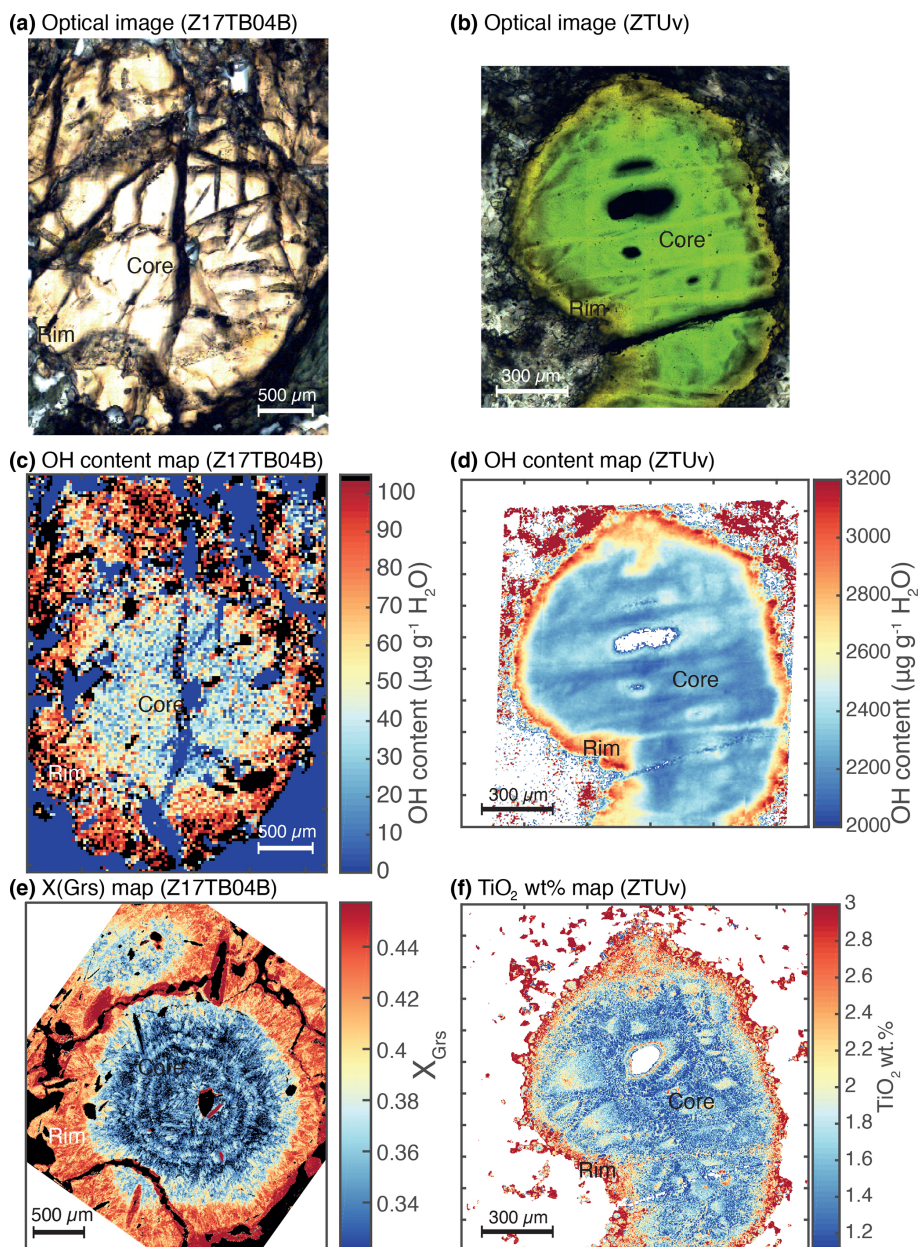 (a) Optical image (Z17TB04B)
Core
Rim
500 µm
(b) Optical image (ZTUv)
Core
Rim
300 µm
(c) OH content map (Z17TB04B)
Core
Rim
500 µm
100
90
80
70
60
50
40
30
20
10
0
OH content (µg g⁻¹ H₂O)
(d) OH content map (ZTUv)
Core
Rim
300 µm
3200
3000
2800
2600
2400
2200
2000
OH content (µg g⁻¹ H₂O)
(e) X(Grs) map (Z17TB04B)
Core
Rim
500 µm
0.44
0.42
0.4
0.38
0.36
0.34
X_Grs
(f) TiO₂ wt% map (ZTUv)
Core
Rim
300 µm
3
2.8
2.6
2.4
2.2
2
1.8
1.6
1.4
1.2
TiO₂ wt.%